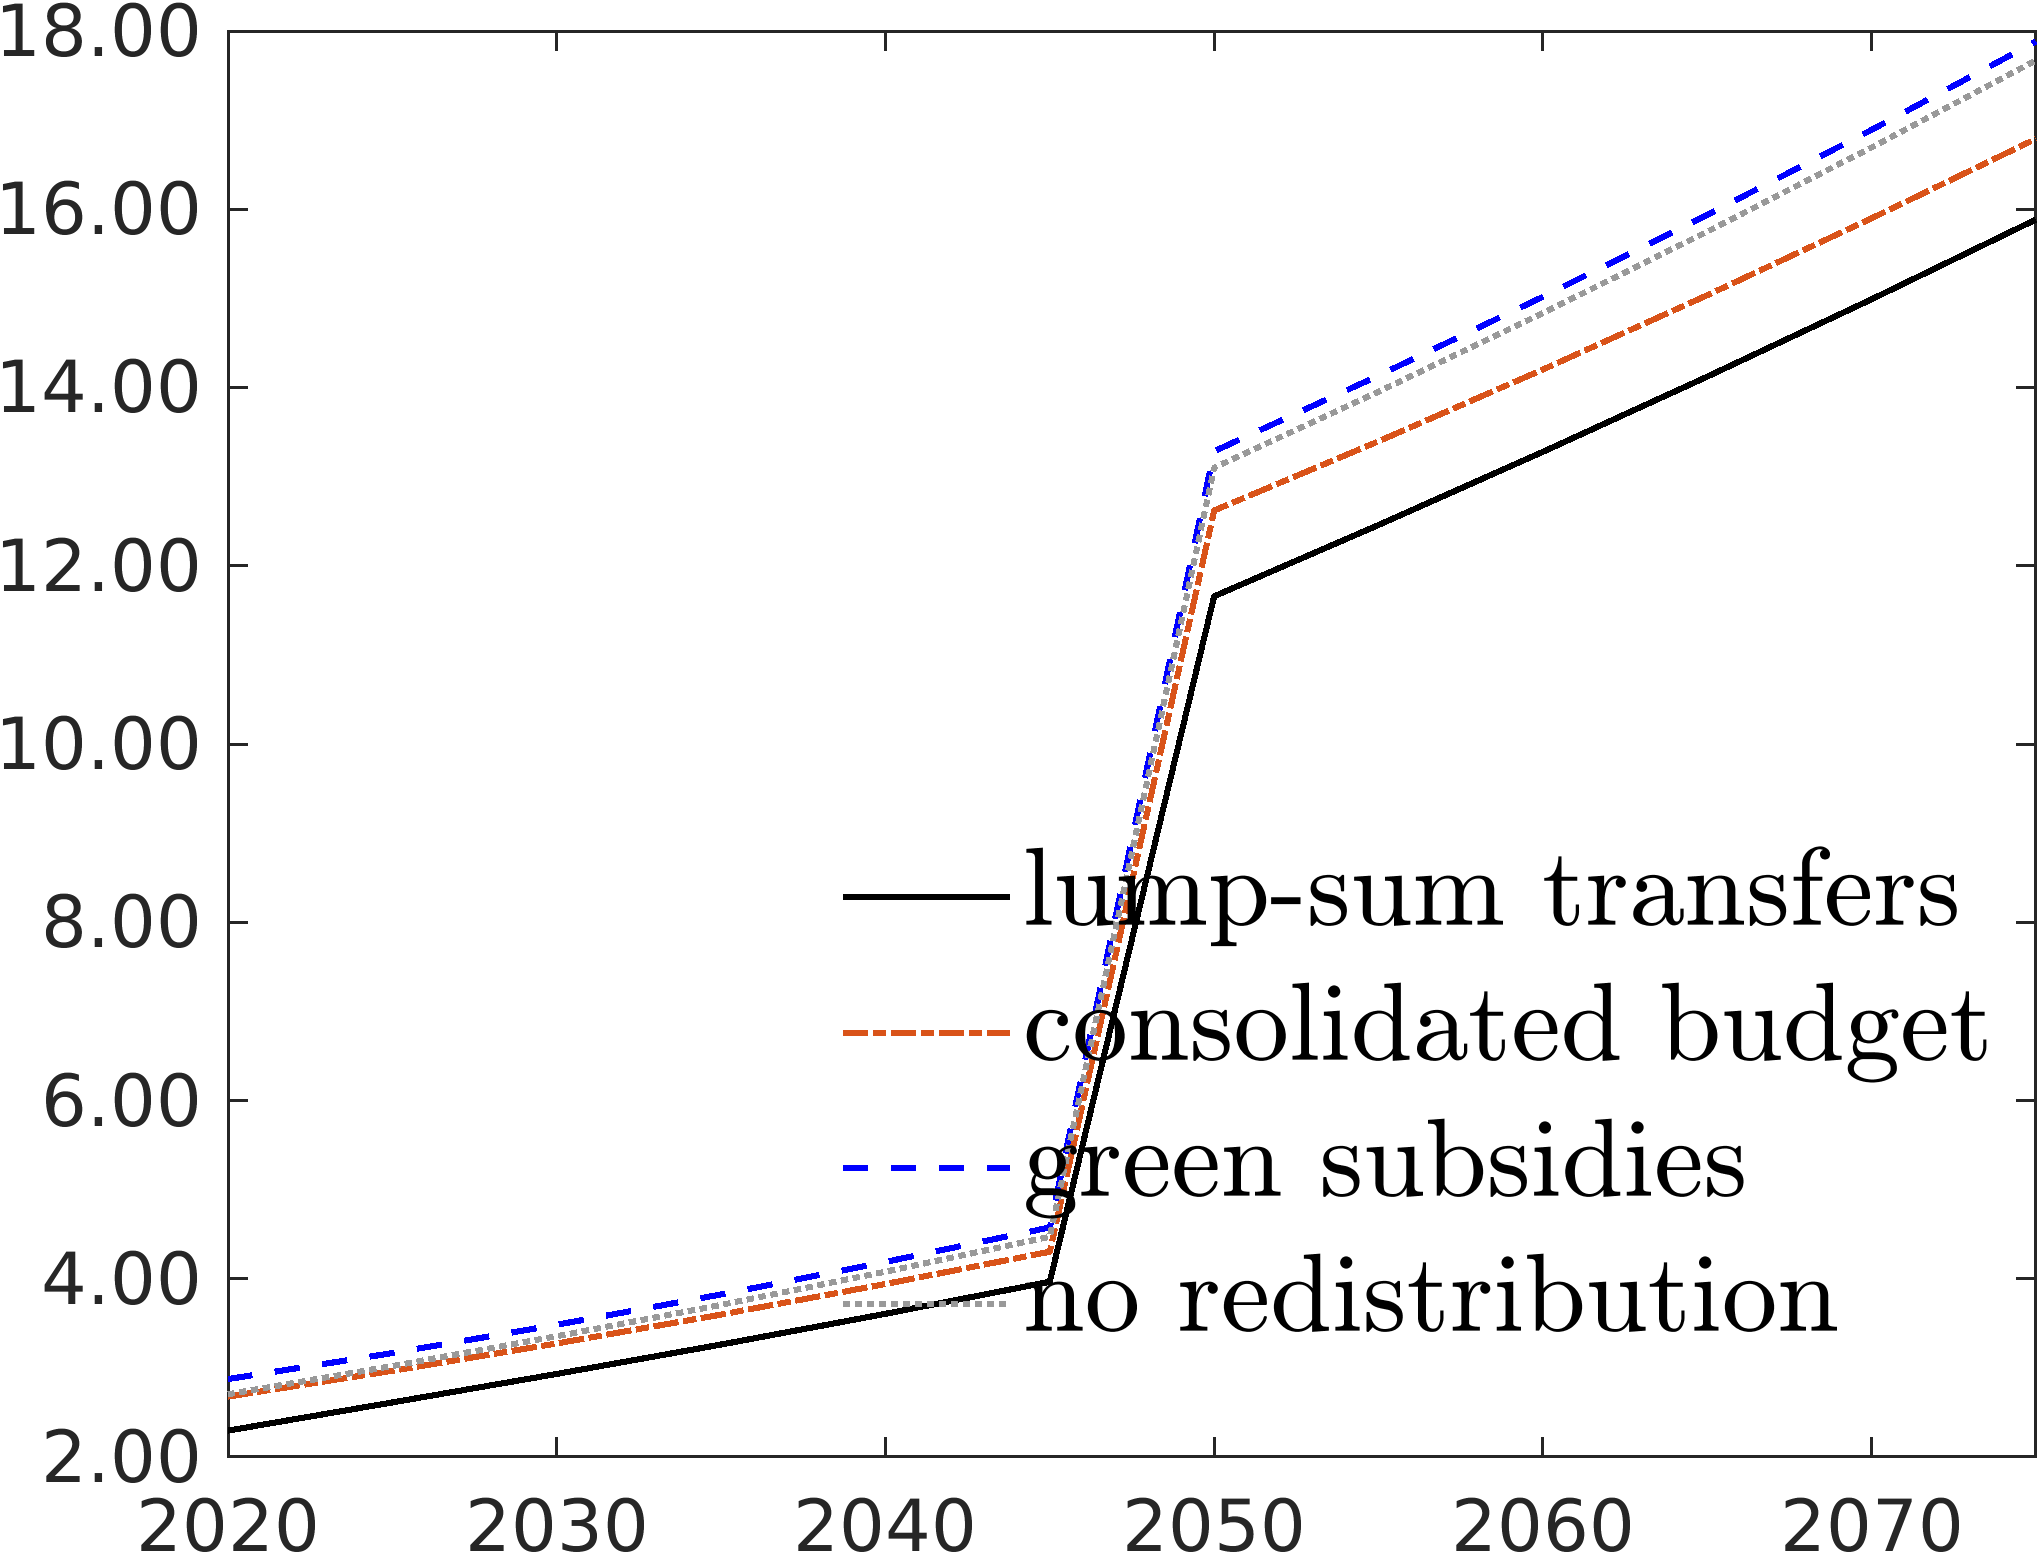 18.00
16.00
14.00
12.00
10.00
8.00
6.00
4.00
2.00
lump-sum transfers
consolidated budget
green subsidies
no redistribution
2020 2030 2040 2050 2060 2070